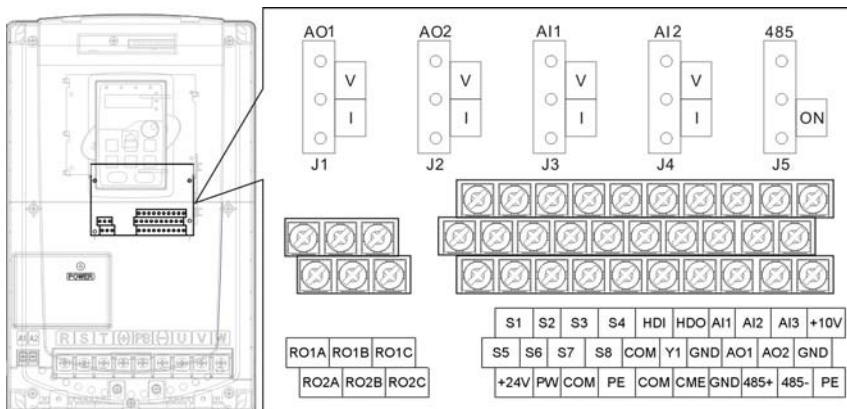 AO1 AO2 AI1 AI2 485
V V V V
I I I I ON
J1 J2 J3 J4 J5
POWER
A1 A2 R S T (+) PB (-) U V W
S1 S2 S3 S4 HDI HDO AI1 AI2 AI3 +10V
RO1A RO1B RO1C S5 S6 S7 S8 COM Y1 GND AO1 AO2 GND
RO2A RO2B RO2C +24V PW COM PE COM CME GND 485+ 485- PE